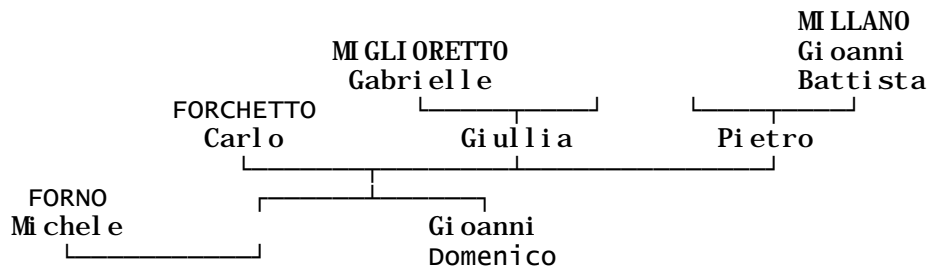 MILLANO
MIGLIORETTO Gioanni
Gabrielle Battista
FORCHETTO
Carlo Giullia Pietro
FORNO
Michele Gioanni
Domenico